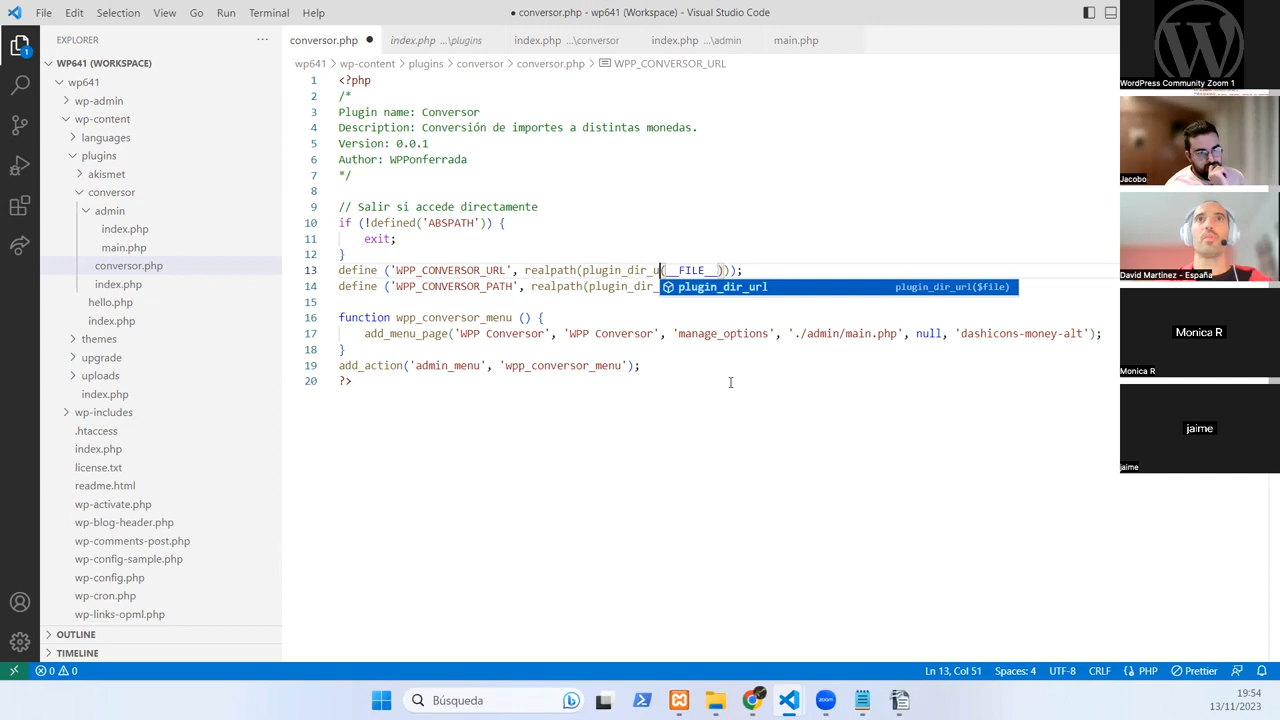 File Edit Selection View Go Run Terminal Help
● conversor.php - wp641 (Workspace) - Visual Studio Code
EXPLORER
WP641 (WORKSPACE)
wp641
wp-admin
wp-content
languages
plugins
akismet
conversor
admin
index.php
main.php
conversor.php
index.php
hello.php
index.php
themes
upgrade
uploads
index.php
wp-includes
.htaccess
index.php
license.txt
readme.html
wp-activate.php
wp-blog-header.php
wp-comments-post.php
wp-config-sample.php
wp-config.php
wp-cron.php
wp-links-opml.php
OUTLINE
TIMELINE
1
conversor.php ● index.php ...\plugins index.php ...\conversor index.php ...\admin main.php
wp641 > wp-content > plugins > conversor > conversor.php > WPP_CONVERSOR_URL
1 <?php
2 /*
3 Plugin name: Conversor
4 Description: Conversión de importes a distintas monedas.
5 Version: 0.0.1
6 Author: WPPonferrada
7 */
8
9 // Salir si accede directamente
10 if (!defined('ABSPATH')) {
11 exit;
12 }
13 define ('WPP_CONVERSOR_URL', realpath(plugin_dir_u(__FILE__)));
14 define ('WPP_CONVERSOR_PATH', realpath(plugin_dir_
plugin_dir_url plugin_dir_url($file)
15
16 function wpp_conversor_menu () {
17 add_menu_page('WPP Conversor', 'WPP Conversor', 'manage_options', './admin/main.php', null, 'dashicons-money-alt');
18 }
19 add_action('admin_menu', 'wpp_conversor_menu');
20 ?>
WordPress Community Zoom 1
Jacobo
David Martinez - España
Monica R
Monica R
jaime
jaime
0 0 Ln 13, Col 51 Spaces: 4 UTF-8 CRLF PHP Prettier
Búsqueda
19:54
13/11/2023